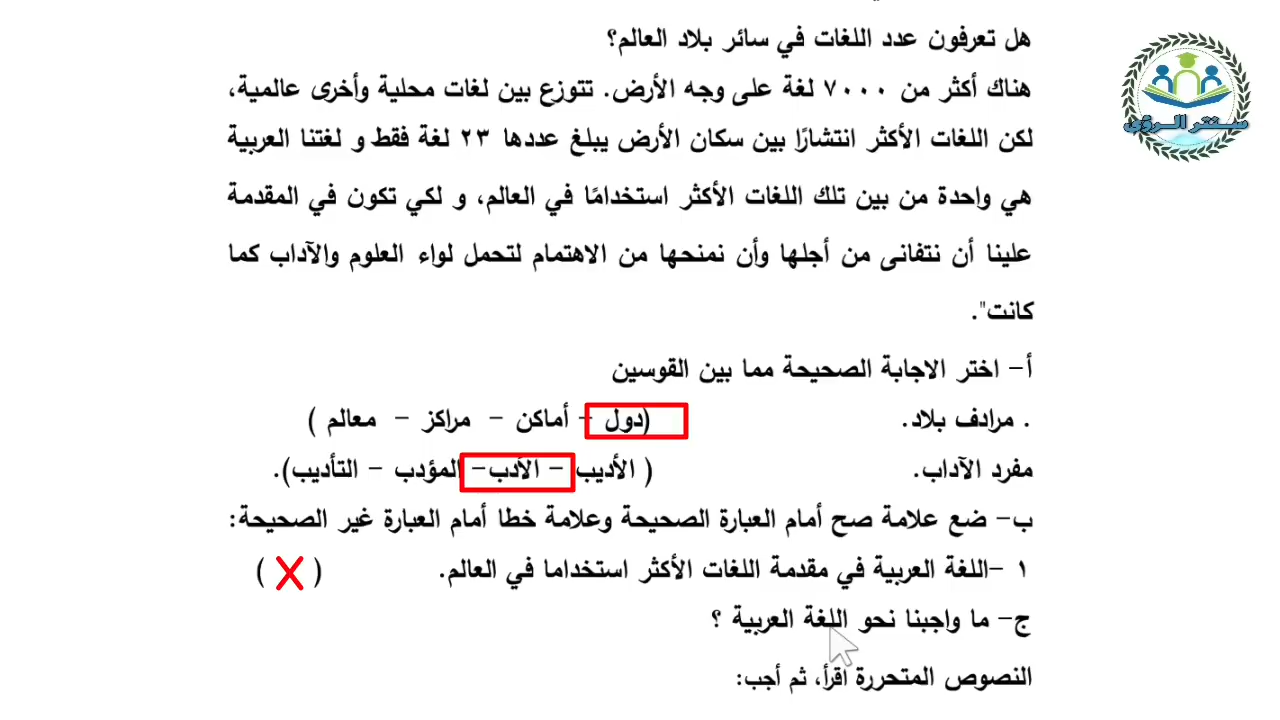 هل تعرفون عدد اللغات في سائر بلاد العالم؟
هناك أكثر من ٧٠٠٠ لغة على وجه الأرض. تتوزع بين لغات محلية وأخرى عالمية،
لكن اللغات الأكثر انتشارًا بين سكان الأرض يبلغ عددها ٢٣ لغة فقط و لغتنا العربية
هي واحدة من بين تلك اللغات الأكثر استخدامًا في العالم، و لكي تكون في المقدمة
علينا أن نتفانى من أجلها وأن نمنحها من الاهتمام لتحمل لواء العلوم والآداب كما
كانت".
أ- اختر الاجابة الصحيحة مما بين القوسين
. مرادف بلاد. (دول - أماكن - مراكز - معالم )
مفرد الآداب. ( الأديب - الأدب- المؤدب - التأديب).
ب- ضع علامة صح أمام العبارة الصحيحة وعلامة خطا أمام العبارة غير الصحيحة:
١ -اللغة العربية في مقدمة اللغات الأكثر استخداما في العالم. ( X )
ج- ما واجبنا نحو اللغة العربية ؟
النصوص المتحررة اقرأ، ثم أجب:
سنتر الرؤى